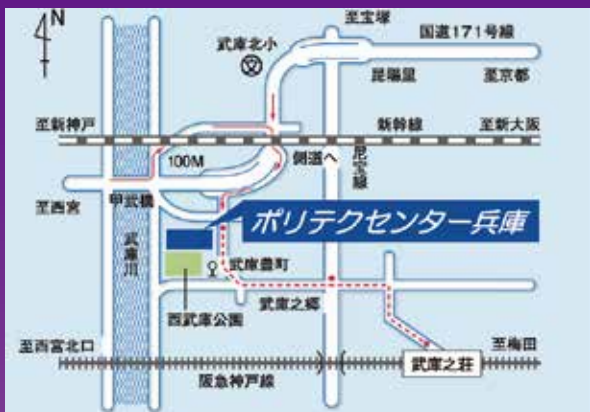 N
至宝塚
国道171号線
武庫北小
文
昆陽里
至京都
至新神戸
新幹線
至新大阪
100M
側道へ
尼宝線
甲武橋
至西宮
武庫川
ポリテクセンター兵庫
武庫豊町
武庫之郷
西武庫公園
至西宮北口
至梅田
武庫之荘
阪急神戸線